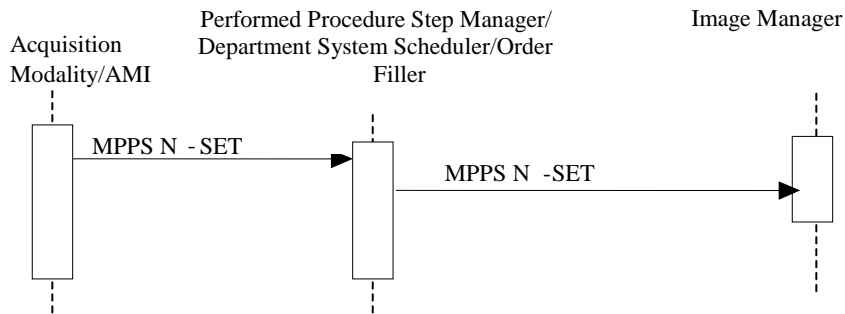 Acquisition
Modality/AMI
Performed Procedure Step Manager/
Department System Scheduler/Order
Filler
Image Manager
MPPS N - SET
MPPS N -SET